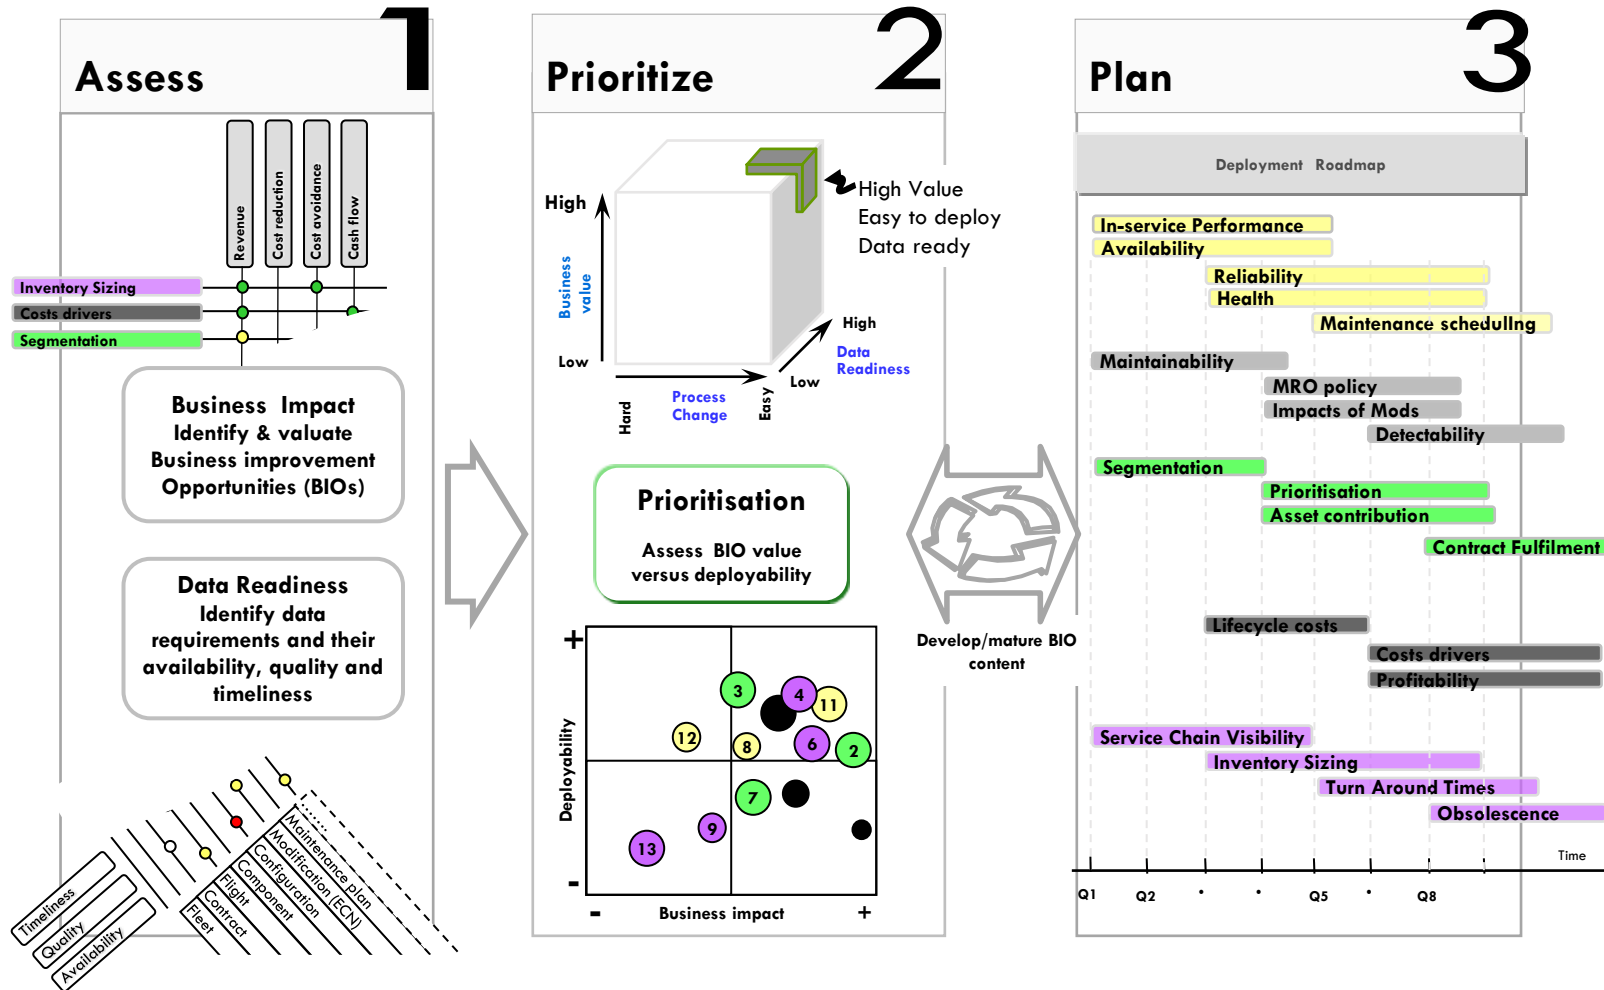 Assess
1
Revenue
Cost reduction
Cost avoidance
Cash flow
Inventory Sizing
Costs drivers
Segmentation
Business Impact
Identify & valuate
Business improvement
Opportunities (BIOs)
Data Readiness
Identify data
requirements and their
availability, quality and
timeliness
Timeliness
Quality
Availability
Fleet
Contract
Flight
Component
Configuration
Modification (ECN)
Maintenance plan
Prioritize
2
High
Business
value
Low
High Value
Easy to deploy
Data ready
High
Data
Readiness
Low
Process
Change
Hard
Easy
Prioritisation
Assess BIO value
versus deployability
+
Deployability
-
3
4
11
12
8
6
2
7
9
13
-
Business impact
+
Develop/mature BIO
content
Plan
3
Deployment Roadmap
In-service Performance
Availability
Reliability
Health
Maintenance scheduling
Maintainability
MRO policy
Impacts of Mods
Detectability
Segmentation
Prioritisation
Asset contribution
Contract Fulfilment
Lifecycle costs
Costs drivers
Profitability
Service Chain Visibility
Inventory Sizing
Turn Around Times
Obsolescence
Time
Q1
Q2
Q5
Q8